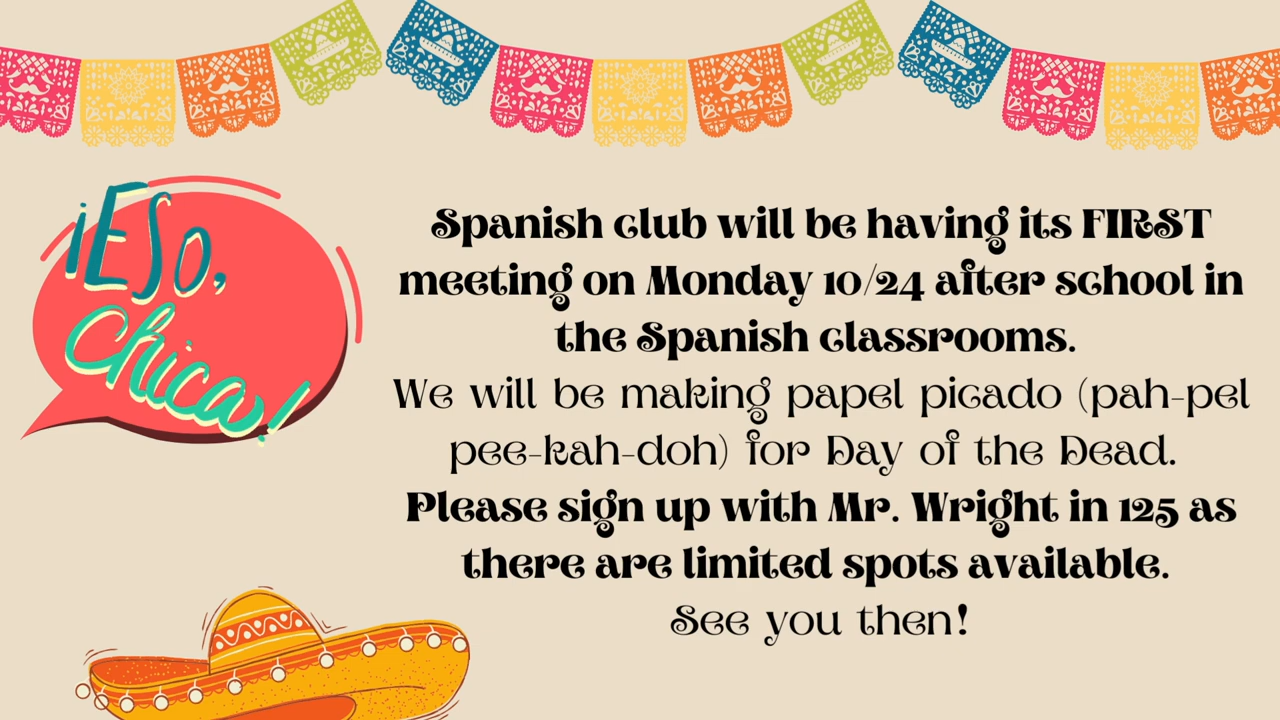 ¡ESo,
Chica!
Spanish club will be having its FIRST
meeting on Monday 10/24 after school in
the Spanish classrooms.
We will be making papel picado (pah-pel
pee-kah-doh) for Day of the Dead.
Please sign up with Mr. Wright in 125 as
there are limited spots available.
See you then!